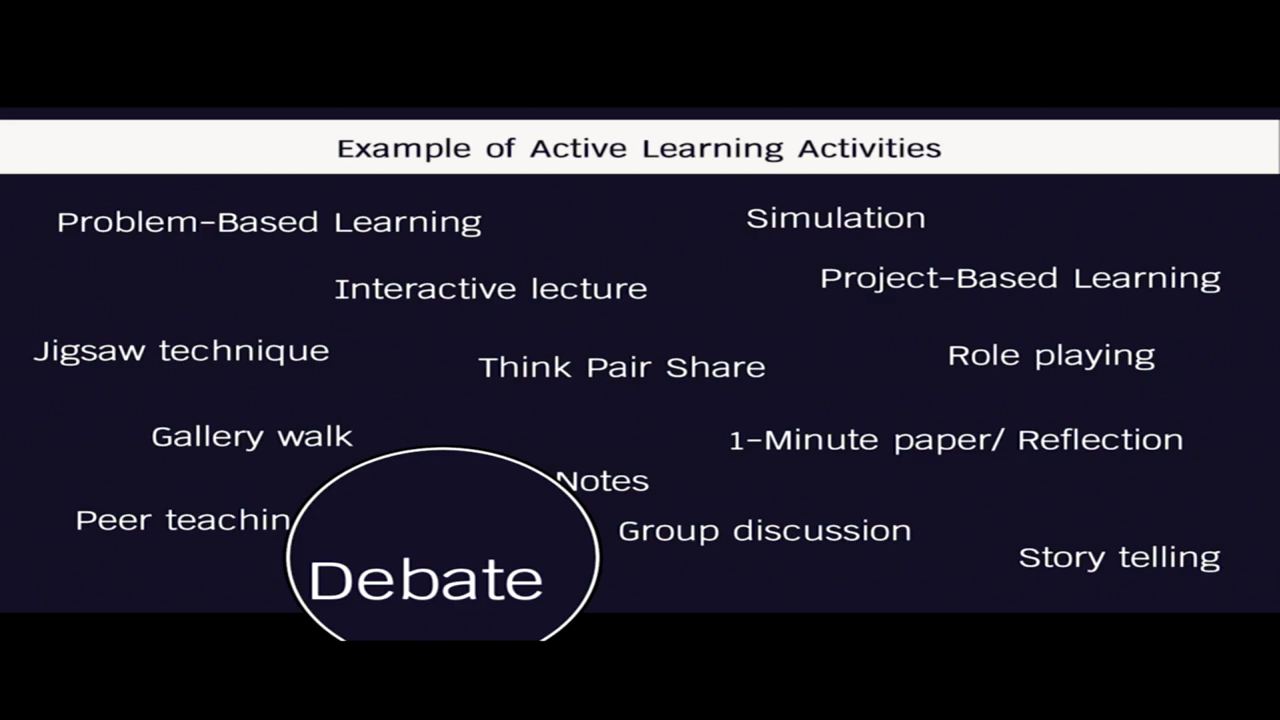 Example of Active Learning Activities
Problem-Based Learning
Simulation
Interactive lecture
Project-Based Learning
Jigsaw technique
Think Pair Share
Role playing
Gallery walk
1-Minute paper/ Reflection
Notes
Peer teachin
Group discussion
Story telling
Debate